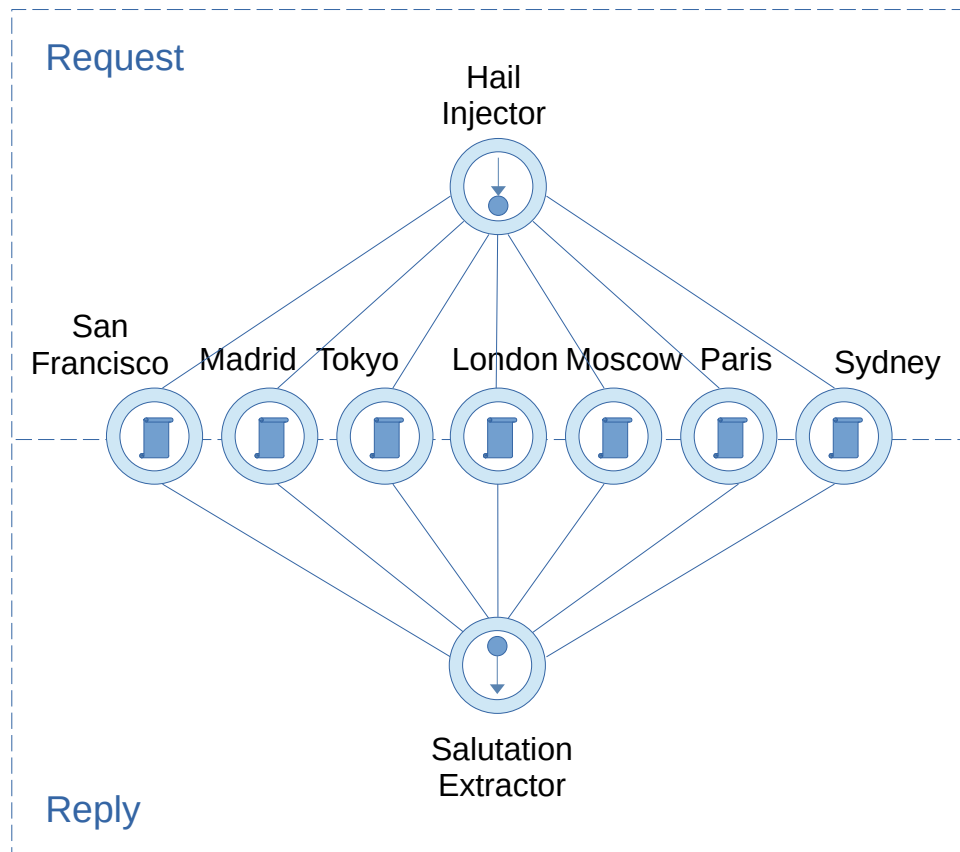 Request
Hail
Injector
San
Francisco
Madrid
Tokyo
London
Moscow
Paris
Sydney
Salutation
Extractor
Reply